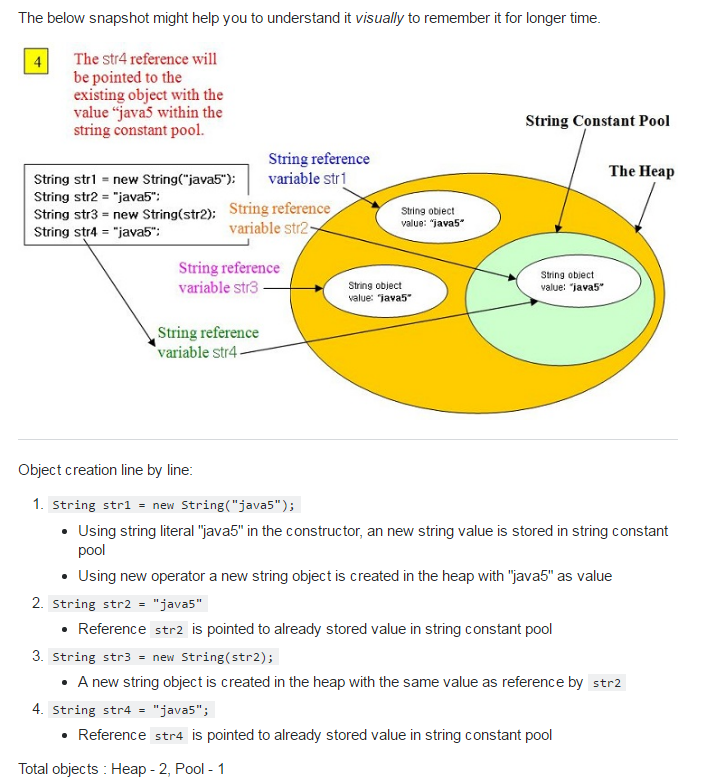 The below snapshot might help you to understand it visually to remember it for longer time.
4
The str4 reference will
be pointed to the
existing object with the
value “java5 within the
string constant pool.
String Constant Pool
The Heap
String str1 = new String("java5");
String str2 = "java5";
String str3 = new String(str2);
String str4 = "java5";
String reference
variable str1
String reference
variable str2
String reference
variable str3
String reference
variable str4
String object
value: "java5"
String object
value: "java5"
String object
value: "java5"
Object creation line by line:
1. String str1 = new String("java5");
• Using string literal "java5" in the constructor, an new string value is stored in string constant
pool
• Using new operator a new string object is created in the heap with "java5" as value
2. String str2 = "java5"
• Reference str2 is pointed to already stored value in string constant pool
3. String str3 = new String(str2);
• A new string object is created in the heap with the same value as reference by str2
4. String str4 = "java5";
• Reference str4 is pointed to already stored value in string constant pool
Total objects : Heap - 2, Pool - 1